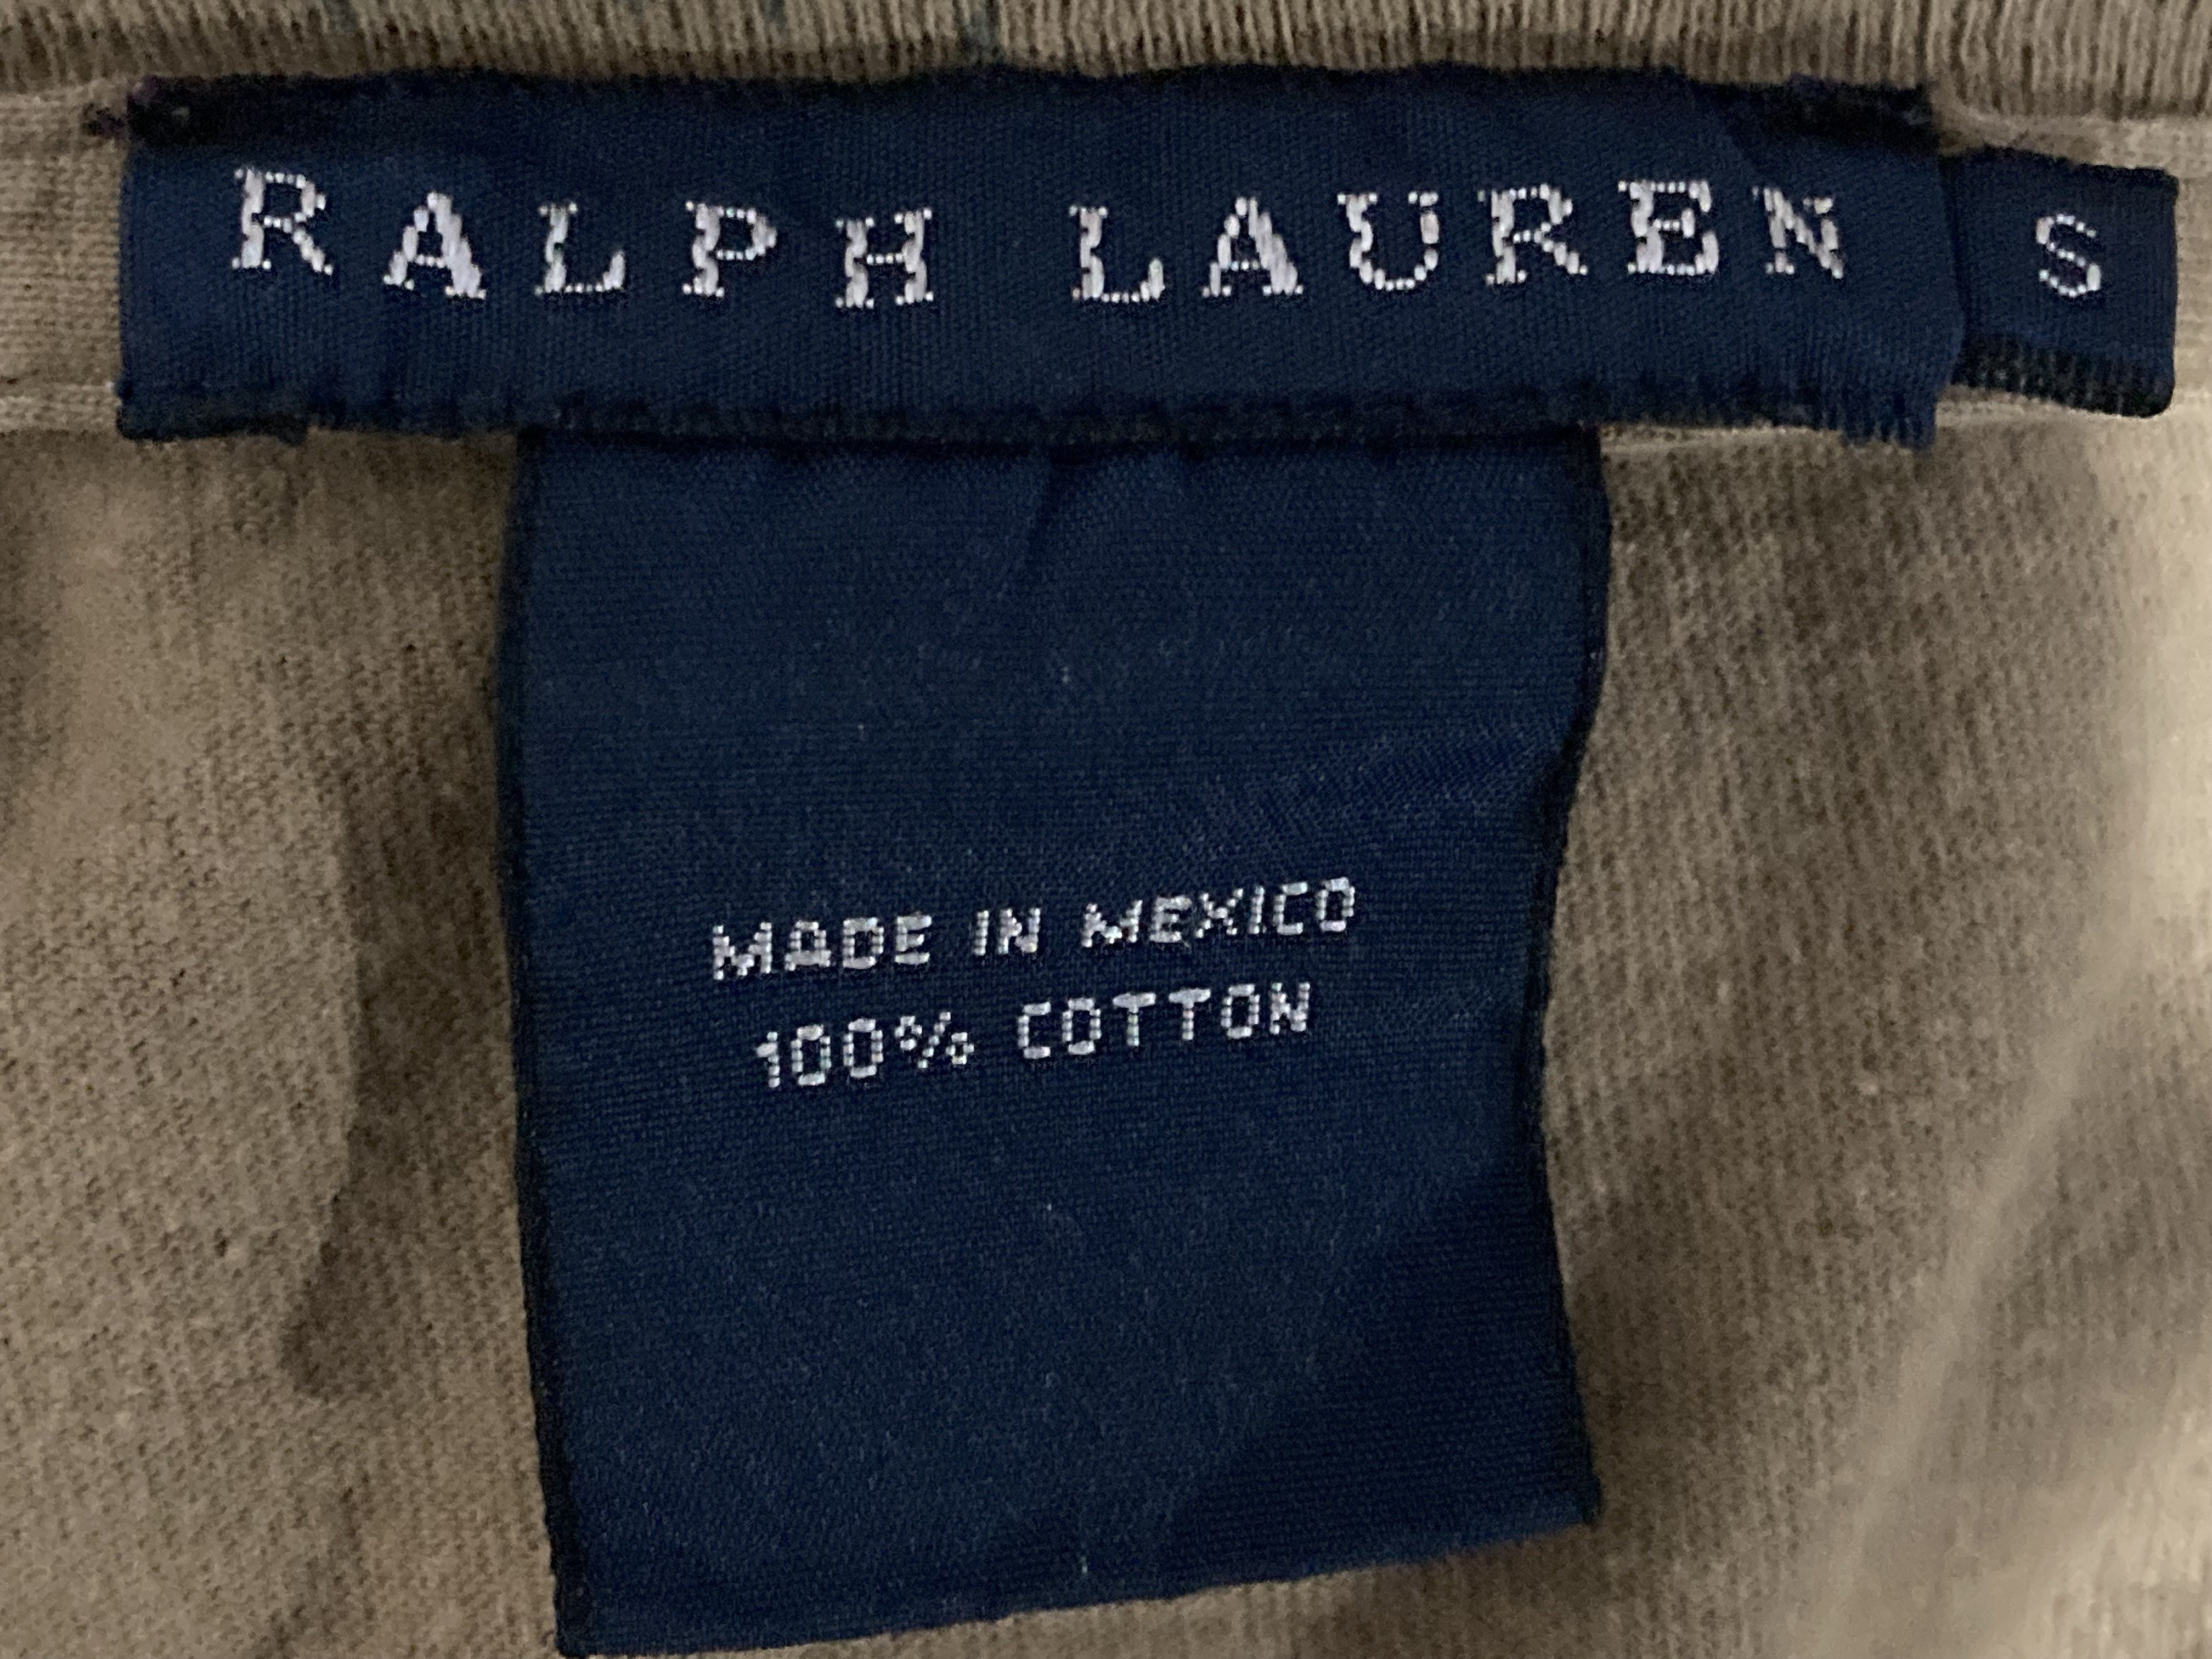 RALPH LAUREN S
MADE IN MEXICO
100% COTTON